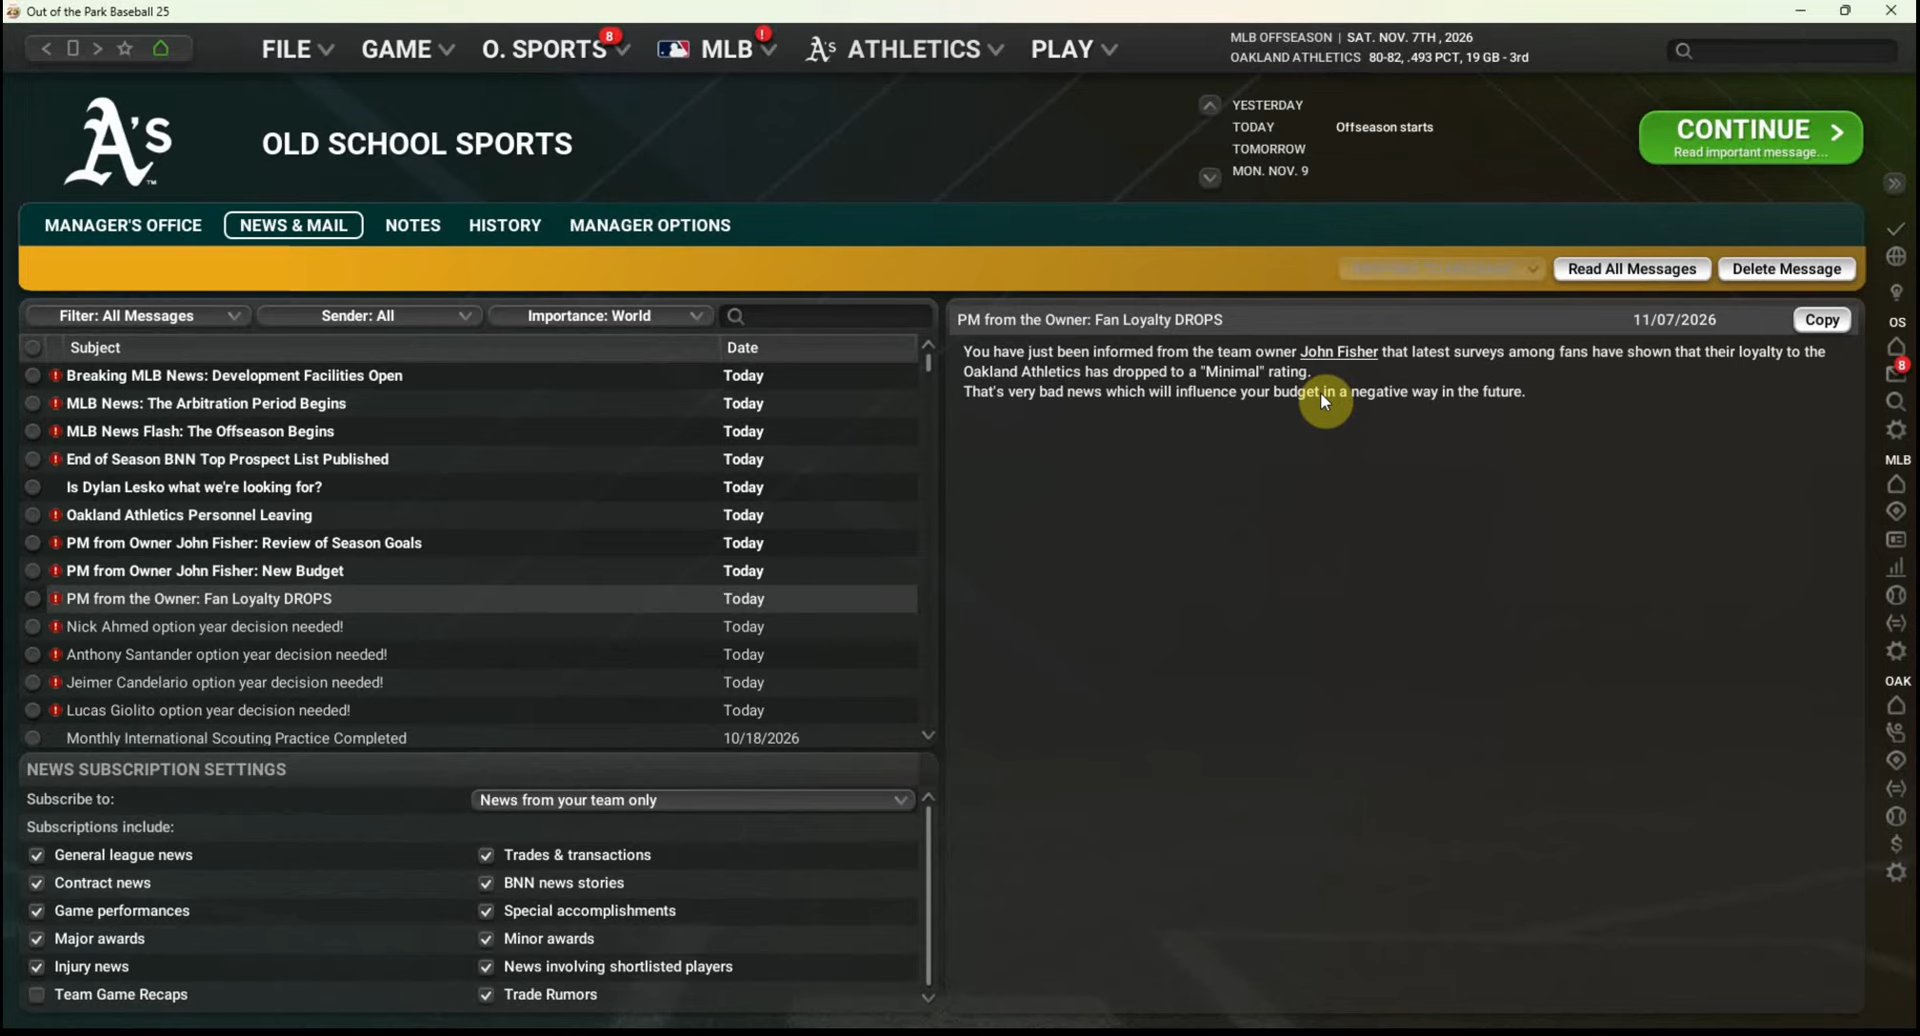 Out of the Park Baseball 25
FILE
GAME
O. SPORTS
8
MLB
!
A's ATHLETICS
PLAY
MLB OFFSEASON | SAT. NOV. 7TH , 2026
OAKLAND ATHLETICS 80-82, .493 PCT, 19 GB - 3rd
A's
TM
OLD SCHOOL SPORTS
YESTERDAY
TODAY Offseason starts
TOMORROW
MON. NOV. 9
CONTINUE
Read important message...
MANAGER'S OFFICE
NEWS & MAIL
NOTES
HISTORY
MANAGER OPTIONS
Read All Messages
Delete Message
Filter: All Messages
Sender: All
Importance: World
Subject Date
Breaking MLB News: Development Facilities Open Today
MLB News: The Arbitration Period Begins Today
MLB News Flash: The Offseason Begins Today
End of Season BNN Top Prospect List Published Today
Is Dylan Lesko what we're looking for? Today
Oakland Athletics Personnel Leaving Today
PM from Owner John Fisher: Review of Season Goals Today
PM from Owner John Fisher: New Budget Today
PM from the Owner: Fan Loyalty DROPS Today
Nick Ahmed option year decision needed! Today
Anthony Santander option year decision needed! Today
Jeimer Candelario option year decision needed! Today
Lucas Giolito option year decision needed! Today
Monthly International Scouting Practice Completed 10/18/2026
PM from the Owner: Fan Loyalty DROPS 11/07/2026 Copy
You have just been informed from the team owner John Fisher that latest surveys among fans have shown that their loyalty to the
Oakland Athletics has dropped to a "Minimal" rating.
That's very bad news which will influence your budget in a negative way in the future.
NEWS SUBSCRIPTION SETTINGS
Subscribe to: News from your team only
Subscriptions include:
General league news Trades & transactions
Contract news BNN news stories
Game performances Special accomplishments
Major awards Minor awards
Injury news News involving shortlisted players
Team Game Recaps Trade Rumors
OS
8
MLB
OAK
$